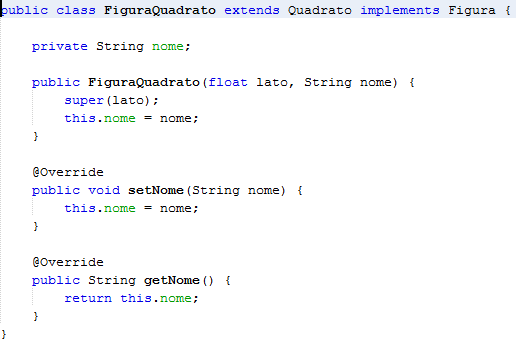 public class FiguraQuadrato extends Quadrato implements Figura {
private String nome;
public FiguraQuadrato(float lato, String nome) {
super(lato);
this.nome = nome;
}
@Override
public void setNome(String nome) {
this.nome = nome;
}
@Override
public String getNome() {
return this.nome;
}
}